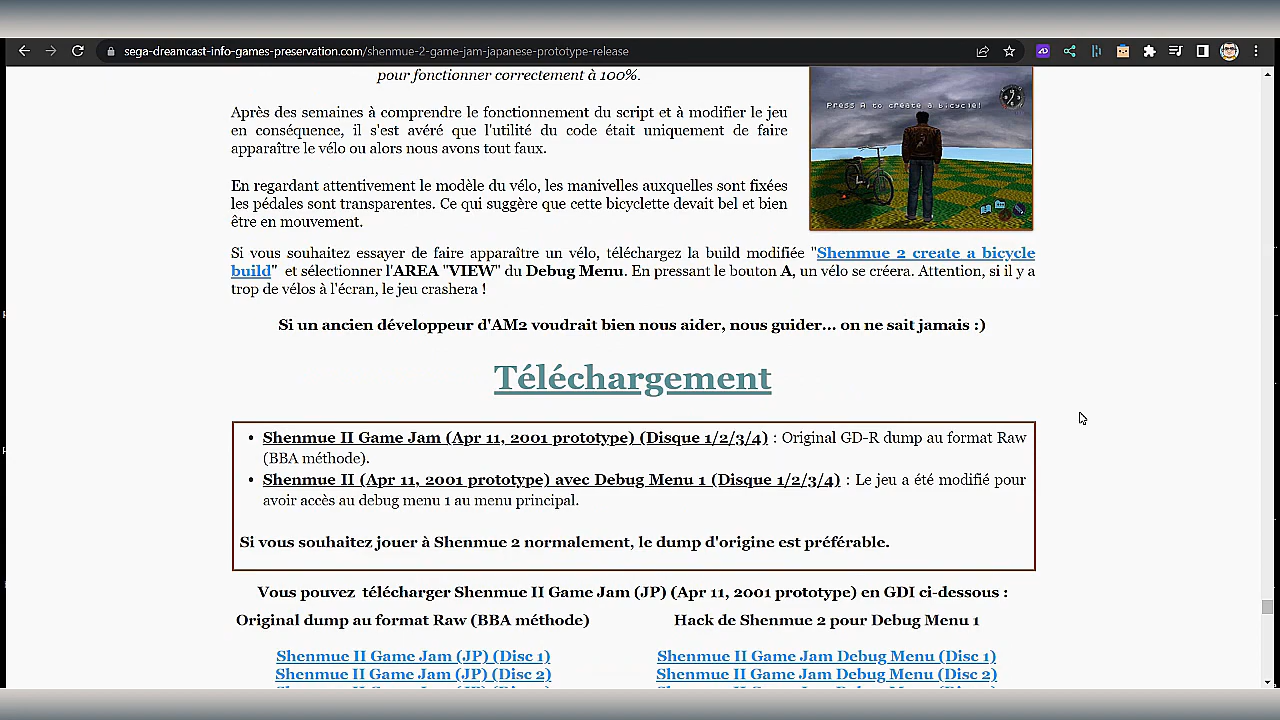 sega-dreamcast-info-games-preservation.com/shenmue-2-game-jam-japanese-prototype-release
pour fonctionner correctement à 100%.
Après des semaines à comprendre le fonctionnement du script et à modifier le jeu
en conséquence, il s'est avéré que l'utilité du code était uniquement de faire
apparaître le vélo ou alors nous avons tout faux.
Press A to create a bicycle!
En regardant attentivement le modèle du vélo, les manivelles auxquelles sont fixées
les pédales sont transparentes. Ce qui suggère que cette bicyclette devait bel et bien
être en mouvement.
Si vous souhaitez essayer de faire apparaître un vélo, téléchargez la build modifiée "Shenmue 2 create a bicycle
build" et sélectionner l'AREA "VIEW" du Debug Menu. En pressant le bouton A, un vélo se créera. Attention, si il y a
trop de vélos à l'écran, le jeu crashera !
Si un ancien développeur d'AM2 voudrait bien nous aider, nous guider... on ne sait jamais :)
Téléchargement
• Shenmue II Game Jam (Apr 11, 2001 prototype) (Disque 1/2/3/4) : Original GD-R dump au format Raw
(BBA méthode).
• Shenmue II (Apr 11, 2001 prototype) avec Debug Menu 1 (Disque 1/2/3/4) : Le jeu a été modifié pour
avoir accès au debug menu 1 au menu principal.
Si vous souhaitez jouer à Shenmue 2 normalement, le dump d'origine est préférable.
Vous pouvez télécharger Shenmue II Game Jam (JP) (Apr 11, 2001 prototype) en GDI ci-dessous :
Original dump au format Raw (BBA méthode)
Hack de Shenmue 2 pour Debug Menu 1
Shenmue II Game Jam (JP) (Disc 1)
Shenmue II Game Jam Debug Menu (Disc 1)
Shenmue II Game Jam (JP) (Disc 2)
Shenmue II Game Jam Debug Menu (Disc 2)